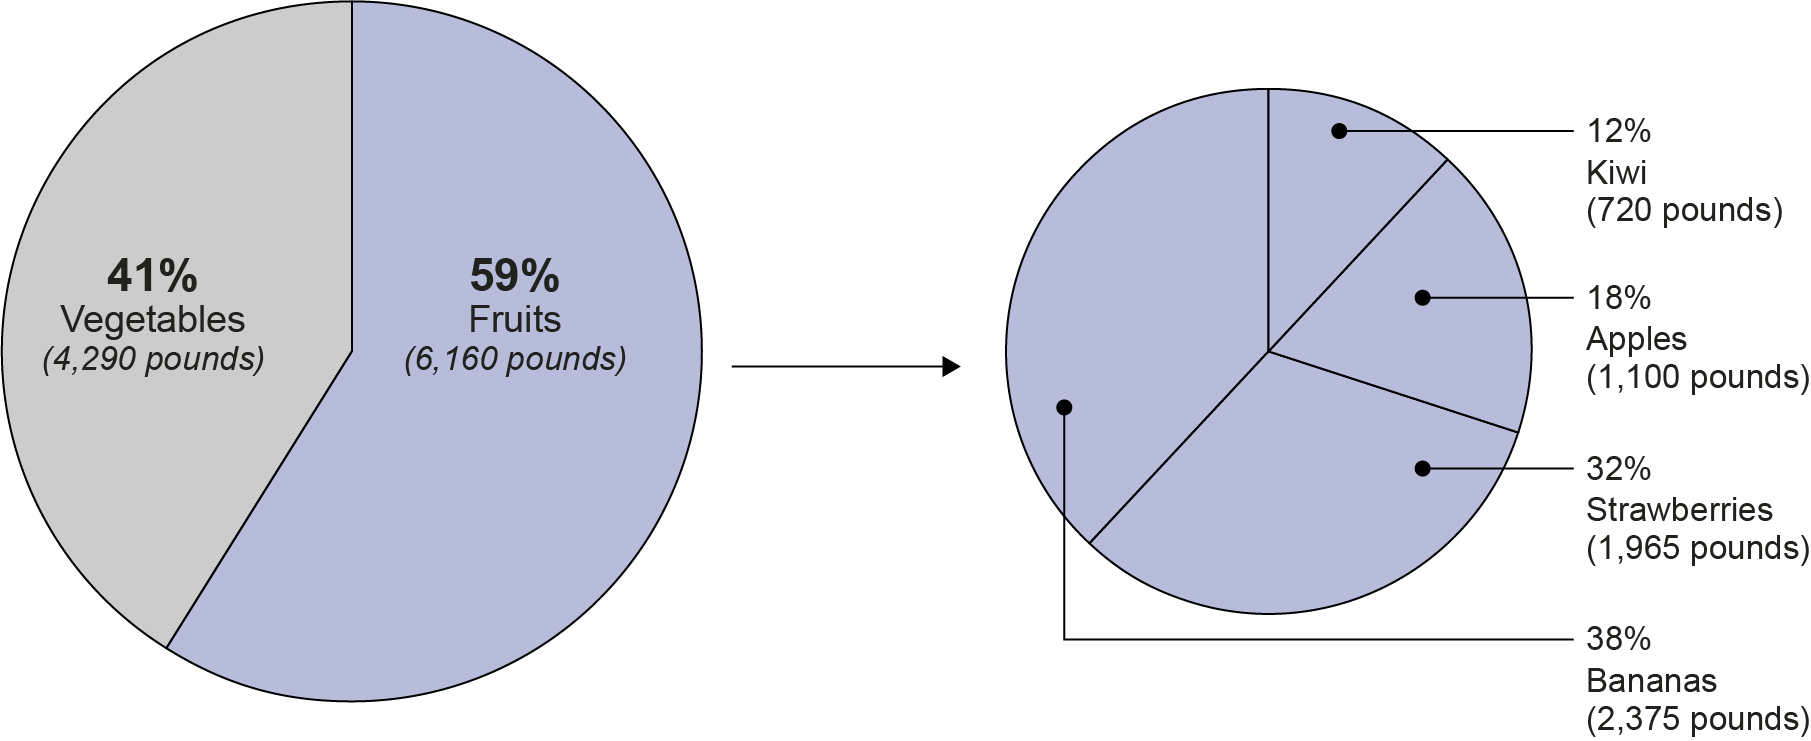 41%
Vegetables
(4,290 pounds)
59%
Fruits
(6,160 pounds)
12%
Kiwi
(720 pounds)
18%
Apples
(1,100 pounds)
32%
Strawberries
(1,965 pounds)
38%
Bananas
(2,375 pounds)